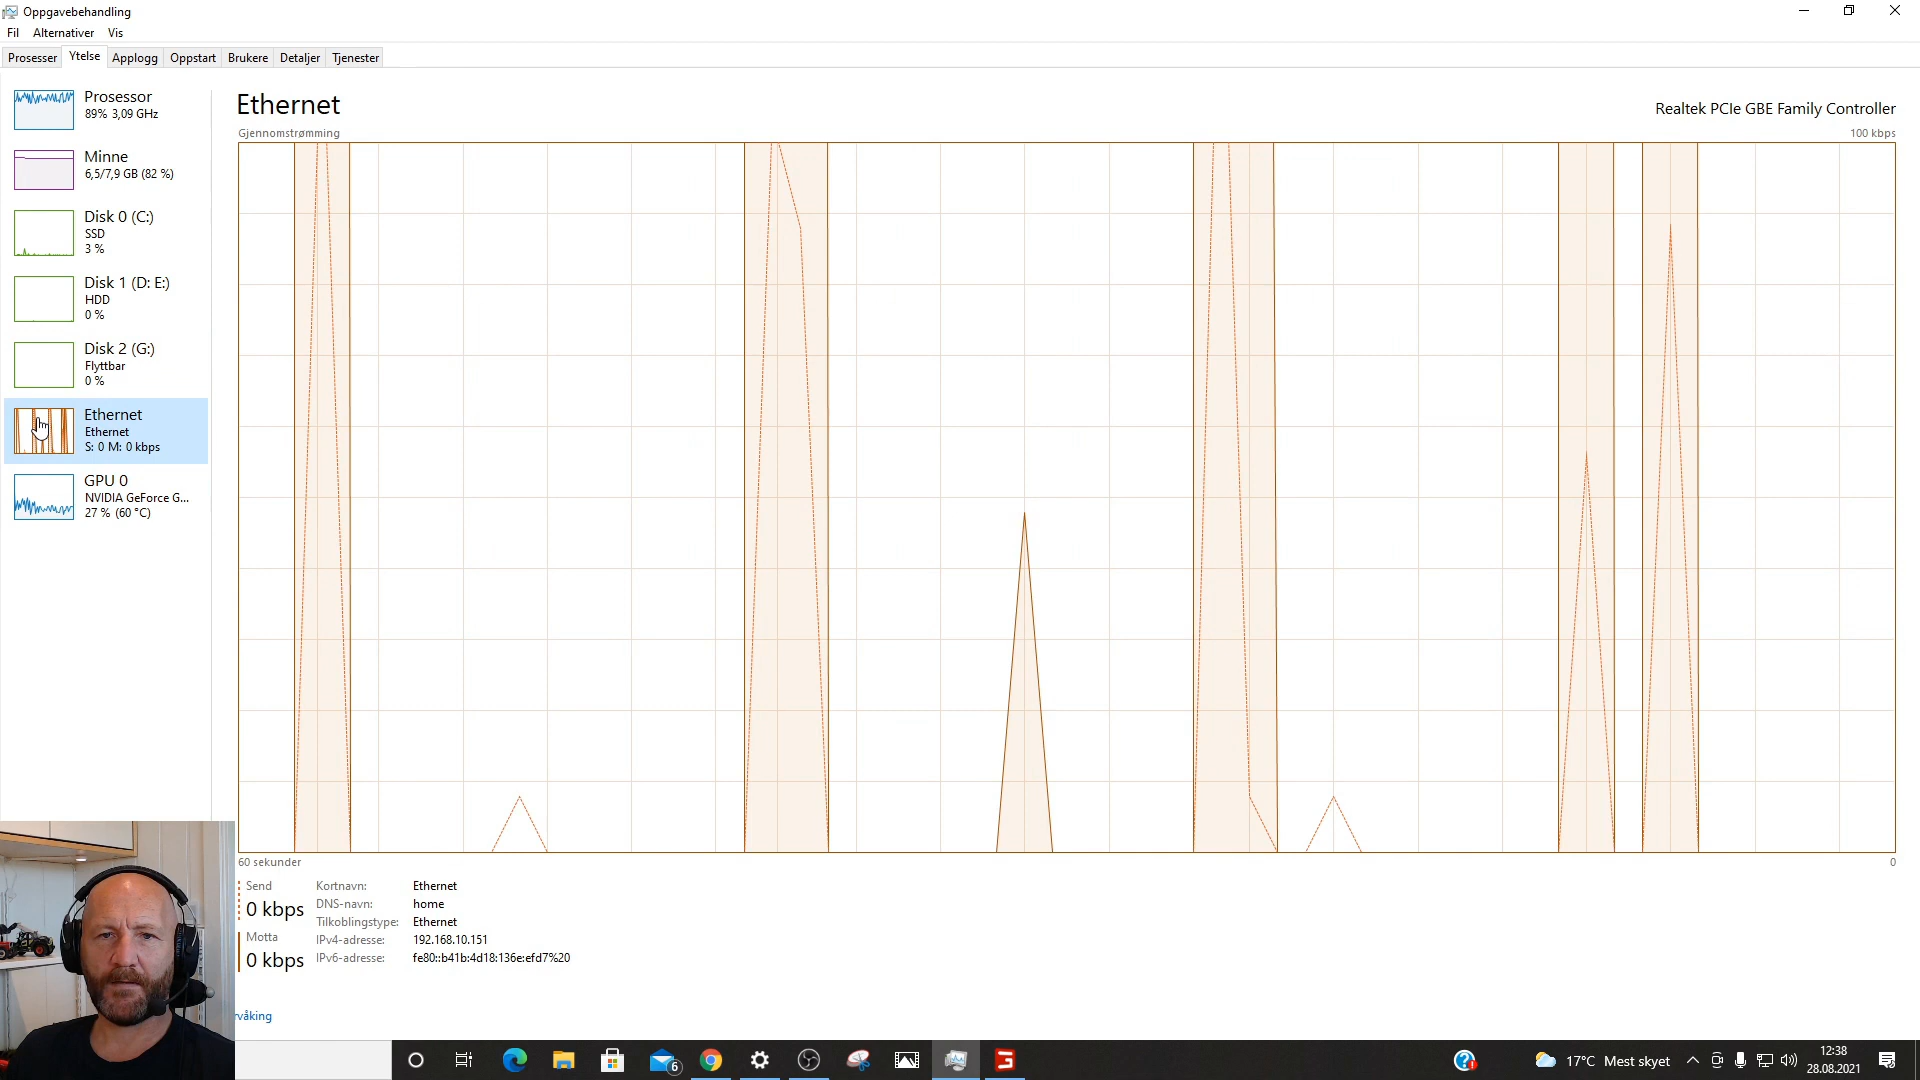 Oppgavebehandling
Fil Alternativer Vis
Prosesser Ytelse Applogg Oppstart Brukere Detaljer Tjenester
Prosessor
89% 3,09 GHz
Minne
6,5/7,9 GB (82 %)
Disk 0 (C:)
SSD
3 %
Disk 1 (D: E:)
HDD
0 %
Disk 2 (G:)
Flyttbar
0 %
Ethernet
Ethernet
S: 0 M: 0 kbps
GPU 0
NVIDIA GeForce G...
27 % (60 °C)
Ethernet
Realtek PCIe GBE Family Controller
Gjennomstrømming
100 kbps
60 sekunder
0
Send
0 kbps
Motta
0 kbps
Kortnavn: Ethernet
DNS-navn: home
Tilkoblingstype: Ethernet
IPv4-adresse: 192.168.10.151
IPv6-adresse: fe80::b41b:4d18:136e:efd7%20
rvåking
6
17°C Mest skyet
12:38
28.08.2021